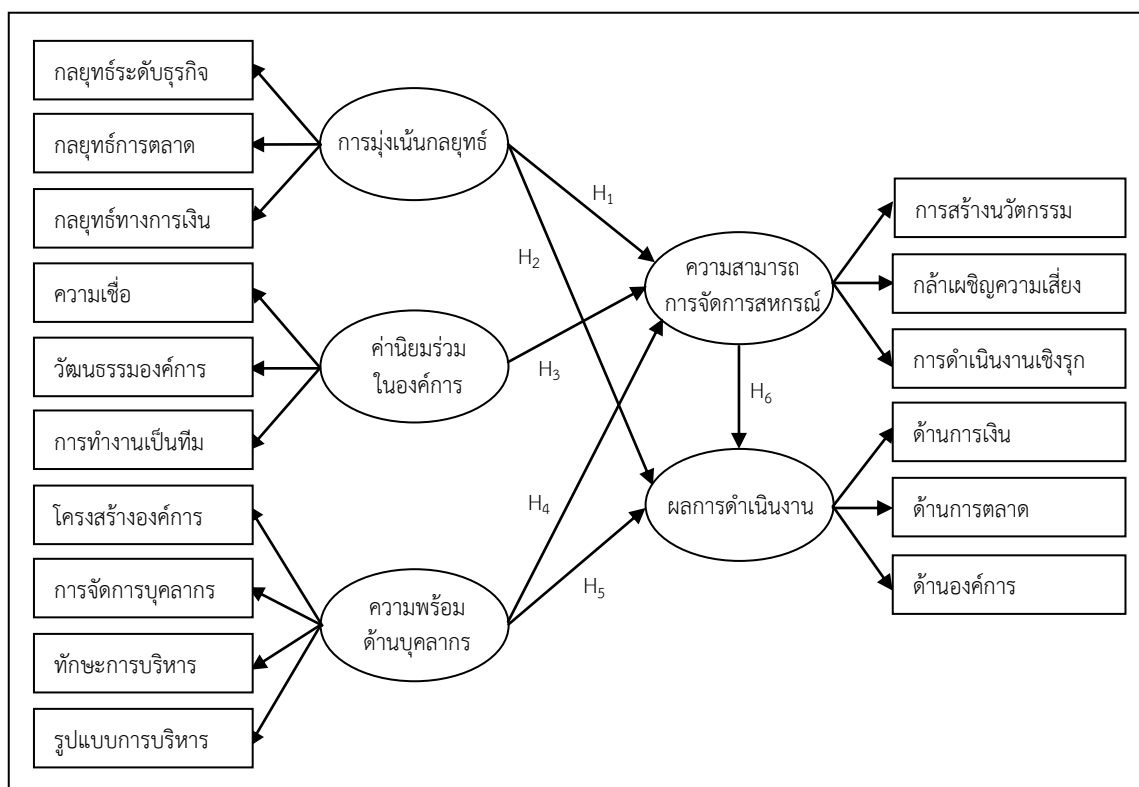 กลยุทธ์ระดับธุรกิจ
กลยุทธ์การตลาด
กลยุทธ์ทางการเงิน
การมุ่งเน้นกลยุทธ์
ความเชื่อ
วัฒนธรรมองค์การ
การทำงานเป็นทีม
ค่านิยมร่วม
ในองค์การ
โครงสร้างองค์การ
การจัดการบุคลากร
ทักษะการบริหาร
รูปแบบการบริหาร
ความพร้อม
ด้านบุคลากร
H₁
H₂
H₃
H₄
H₅
H₆
ความสามารถ
การจัดการสหกรณ์
ผลการดำเนินงาน
การสร้างนวัตกรรม
กล้าเผชิญความเสี่ยง
การดำเนินงานเชิงรุก
ด้านการเงิน
ด้านการตลาด
ด้านองค์การ